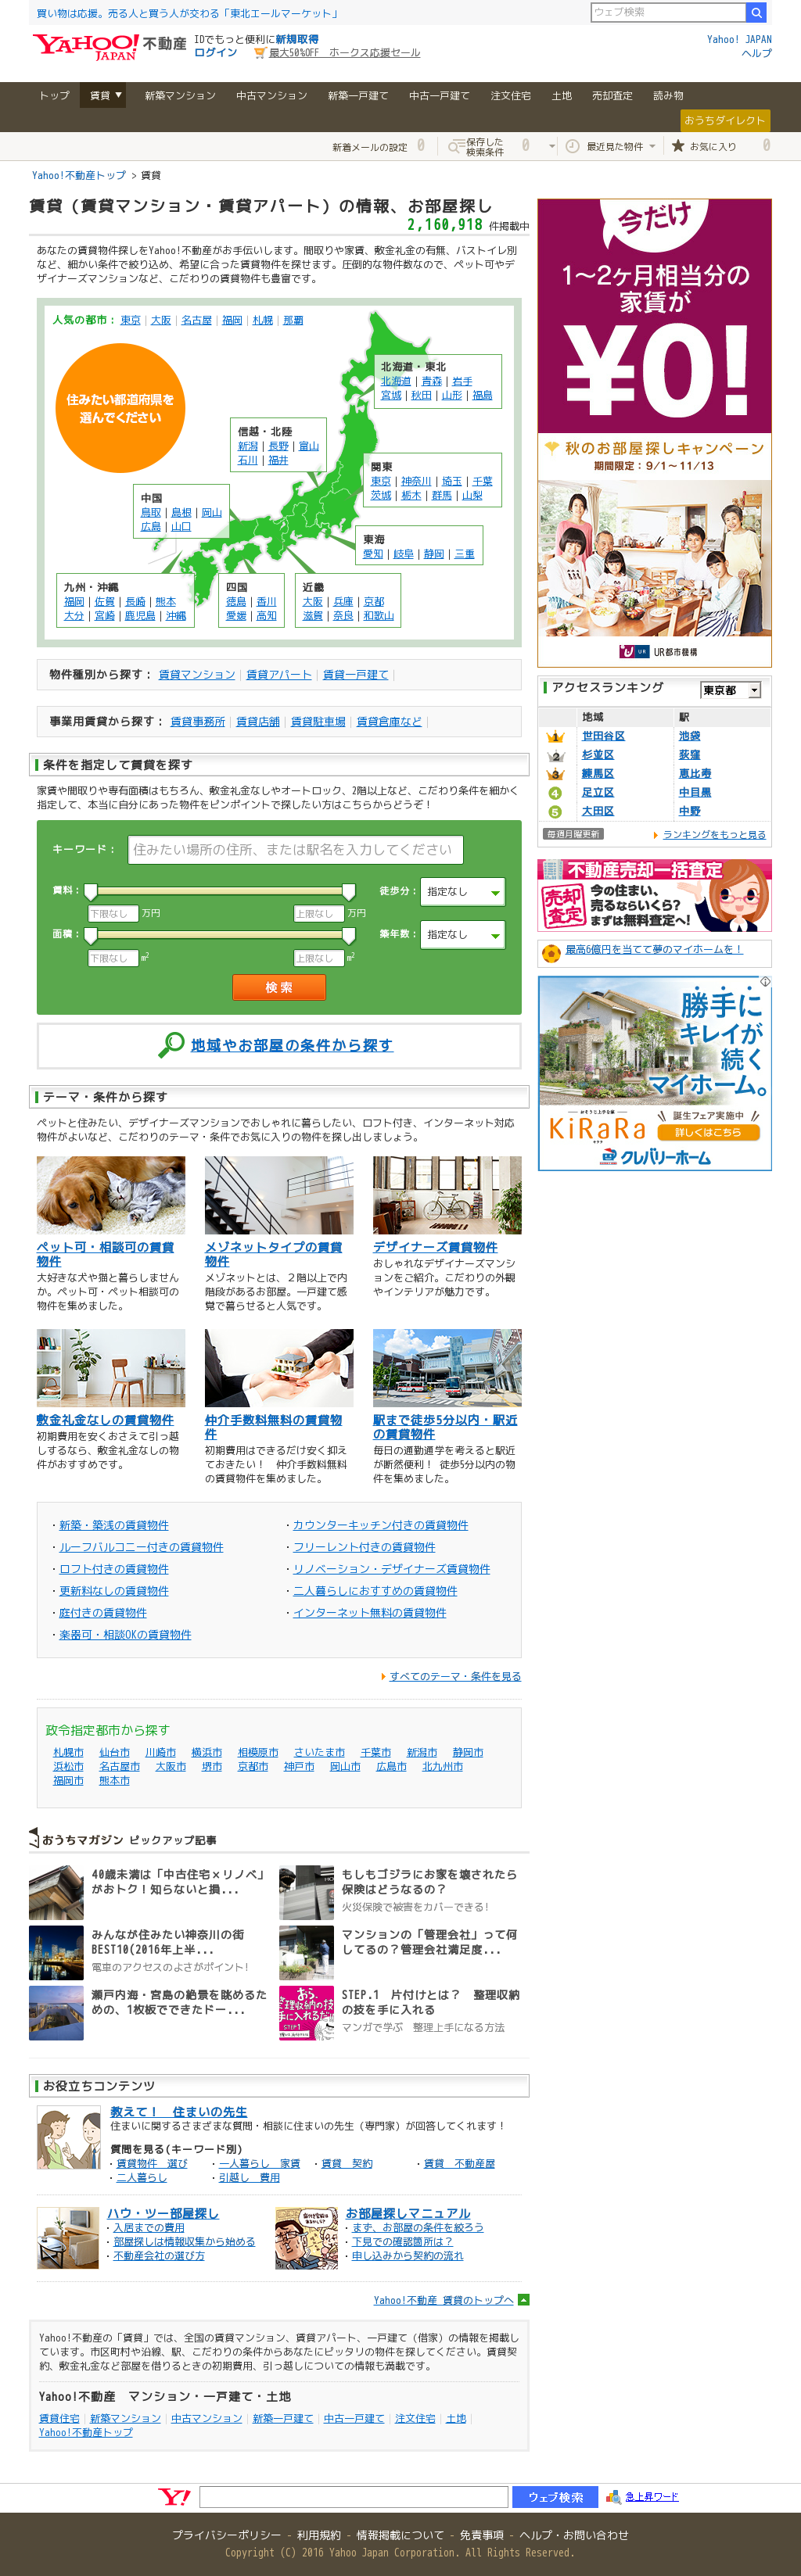 買い物は応援。売る人と買う人が交わる「東北エールマーケット」
ウェブ検索
YAHOO! JAPAN 不動産
IDでもっと便利に新規取得
ログイン
最大50%OFF ホークス応援セール
Yahoo! JAPAN
ヘルプ
トップ 賃貸▼ 新築マンション 中古マンション 新築一戸建て 中古一戸建て 注文住宅 土地 売却査定 読み物
おうちダイレクト
新着メールの設定 0 保存した検索条件 0 最近見た物件 お気に入り 0
Yahoo!不動産トップ > 賃貸
賃貸（賃貸マンション・賃貸アパート）の情報、お部屋探し
2,160,918 件掲載中
あなたの賃貸物件探しをYahoo!不動産がお手伝いします。間取りや家賃、敷金礼金の有無、バストイレ別
など、細かい条件で絞り込め、希望に合った賃貸物件を探せます。圧倒的な物件数なので、ペット可やデ
ザイナーズマンションなど、こだわりの賃貸物件も豊富です。
人気の都市： 東京｜大阪｜名古屋｜福岡｜札幌｜那覇
住みたい都道府県を
選んでください
北海道・東北
北海道｜青森｜岩手
宮城｜秋田｜山形｜福島
信越・北陸
新潟｜長野｜富山
石川｜福井
関東
東京｜神奈川｜埼玉｜千葉
茨城｜栃木｜群馬｜山梨
中国
鳥取｜島根｜岡山
広島｜山口
東海
愛知｜岐阜｜静岡｜三重
九州・沖縄
福岡｜佐賀｜長崎｜熊本
大分｜宮崎｜鹿児島｜沖縄
四国
徳島｜香川
愛媛｜高知
近畿
大阪｜兵庫｜京都
滋賀｜奈良｜和歌山
物件種別から探す： 賃貸マンション｜賃貸アパート｜賃貸一戸建て｜
事業用賃貸から探す： 賃貸事務所｜賃貸店舗｜賃貸駐車場｜賃貸倉庫など｜
条件を指定して賃貸を探す
家賃や間取りや専有面積はもちろん、敷金礼金なしやオートロック、2階以上など、こだわり条件を細かく
指定して、本当に自分にあった物件をピンポイントで探したい方はこちらからどうぞ！
キーワード： 住みたい場所の住所、または駅名を入力してください
賃料： 徒歩分： 指定なし
下限なし 万円 上限なし 万円
面積： 築年数： 指定なし
下限なし m2 上限なし m2
検 索
地域やお部屋の条件から探す
テーマ・条件から探す
ペットと住みたい、デザイナーズマンションでおしゃれに暮らしたい、ロフト付き、インターネット対応
物件がよいなど、こだわりのテーマ・条件でお気に入りの物件を探し出しましょう。
ペット可・相談可の賃貸
物件
大好きな犬や猫と暮らしません
か。ペット可・ペット相談可の
物件を集めました。
メゾネットタイプの賃貸
物件
メゾネットとは、２階以上で内
階段があるお部屋。一戸建て感
覚で暮らせると人気です。
デザイナーズ賃貸物件
おしゃれなデザイナーズマンシ
ョンをご紹介。こだわりの外観
やインテリアが魅力です。
敷金礼金なしの賃貸物件
初期費用を安くおさえて引っ越
しするなら、敷金礼金なしの物
件がおすすめです。
仲介手数料無料の賃貸物
件
初期費用はできるだけ安く抑え
ておきたい！ 仲介手数料無料
の賃貸物件を集めました。
駅まで徒歩5分以内・駅近
の賃貸物件
毎日の通勤通学を考えると駅近
が断然便利！ 徒歩5分以内の物
件を集めました。
・新築・築浅の賃貸物件
・カウンターキッチン付きの賃貸物件
・ルーフバルコニー付きの賃貸物件
・フリーレント付きの賃貸物件
・ロフト付きの賃貸物件
・リノベーション・デザイナーズ賃貸物件
・更新料なしの賃貸物件
・二人暮らしにおすすめの賃貸物件
・庭付きの賃貸物件
・インターネット無料の賃貸物件
・楽器可・相談OKの賃貸物件
すべてのテーマ・条件を見る
政令指定都市から探す
札幌市 仙台市 川崎市 横浜市 相模原市 さいたま市 千葉市 新潟市 静岡市
浜松市 名古屋市 大阪市 堺市 京都市 神戸市 岡山市 広島市 北九州市
福岡市 熊本市
おうちマガジン ピックアップ記事
40歳未満は「中古住宅×リノベ」
がおトク！知らないと損...
もしもゴジラにお家を壊されたら
保険はどうなるの？
火災保険で被害をカバーできる!
みんなが住みたい神奈川の街
BEST10(2016年上半...
電車のアクセスのよさがポイント!
マンションの「管理会社」って何
してるの？管理会社満足度...
瀬戸内海・宮島の絶景を眺めるた
めの、1枚板でできたドー...
STEP.1 片付けとは？ 整理収納
の技を手に入れる
マンガで学ぶ 整理上手になる方法
お役立ちコンテンツ
教えて！ 住まいの先生
住まいに関するさまざまな質問・相談に住まいの先生（専門家）が回答してくれます！
質問を見る(キーワード別)
・賃貸物件 選び ・一人暮らし 家賃 ・賃貸 契約 ・賃貸 不動産屋
・二人暮らし ・引越し 費用
ハウ・ツー部屋探し
・入居までの費用
・部屋探しは情報収集から始める
・不動産会社の選び方
お部屋探しマニュアル
・まず、お部屋の条件を絞ろう
・下見での確認箇所は？
・申し込みから契約の流れ
Yahoo!不動産 賃貸のトップへ
Yahoo!不動産の「賃貸」では、全国の賃貸マンション、賃貸アパート、一戸建て（借家）の情報を掲載し
ています。市区町村や沿線、駅、こだわりの条件からあなたにピッタリの物件を探してください。賃貸契
約、敷金礼金など部屋を借りるときの初期費用、引っ越しについての情報も満載です。
Yahoo!不動産 マンション・一戸建て・土地
賃貸住宅｜新築マンション｜中古マンション｜新築一戸建て｜中古一戸建て｜注文住宅｜土地｜
Yahoo!不動産トップ
今だけ
1〜2ヶ月相当分の
家賃が
¥0!
秋のお部屋探しキャンペーン
期間限定：9／1〜11／13
UR UR都市機構
アクセスランキング 東京都
地域 駅
1 世田谷区 池袋
2 杉並区 荻窪
3 練馬区 恵比寿
4 足立区 中目黒
5 大田区 中野
毎週月曜更新 ランキングをもっと見る
不動産売却一括査定
売却
査定
今の住まい、
売るならいくら?
まずは無料査定へ!
最高6億円を当てて夢のマイホームを！
勝手に
キレイが
続く
マイホーム。
KiRaRa
誕生フェア実施中
詳しくはこちら
クレバリーホーム
Y! ウェブ検索 急上昇ワード
プライバシーポリシー - 利用規約 - 情報掲載について - 免責事項 - ヘルプ・お問い合わせ
Copyright (C) 2016 Yahoo Japan Corporation. All Rights Reserved.